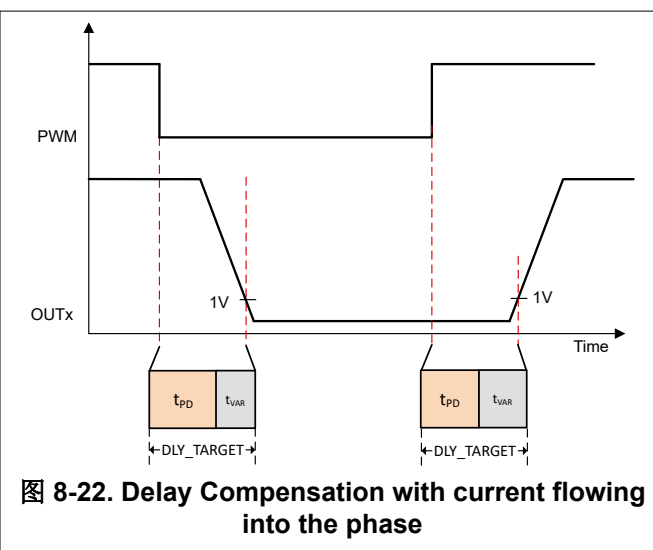 PWM
1V
1V
OUTx
Time
tPD
tVAR
tPD
tVAR
DLY_TARGET
DLY_TARGET
图 8-22. Delay Compensation with current flowing
into the phase